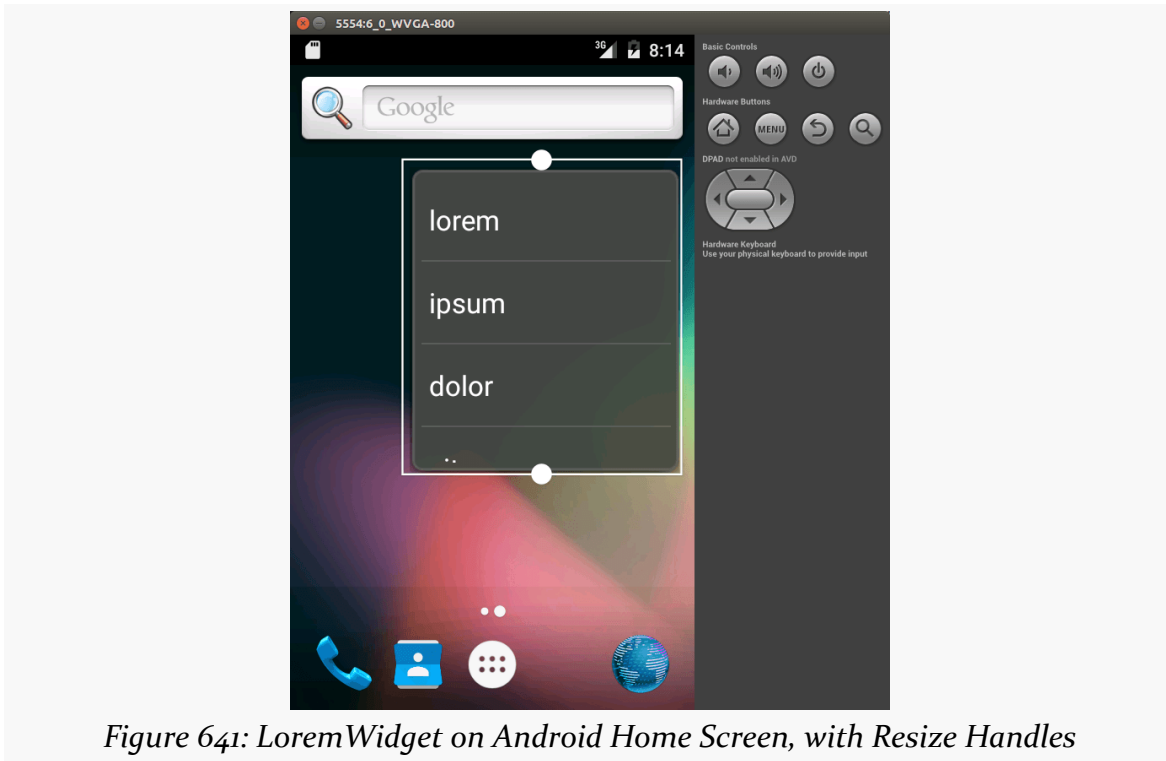 5554:6_0_WVGA-800
3G 8:14
Google
lorem
ipsum
dolor
Basic Controls
Hardware Buttons
MENU
DPAD not enabled in AVD
Hardware Keyboard
Use your physical keyboard to provide input
Figure 641: LoremWidget on Android Home Screen, with Resize Handles